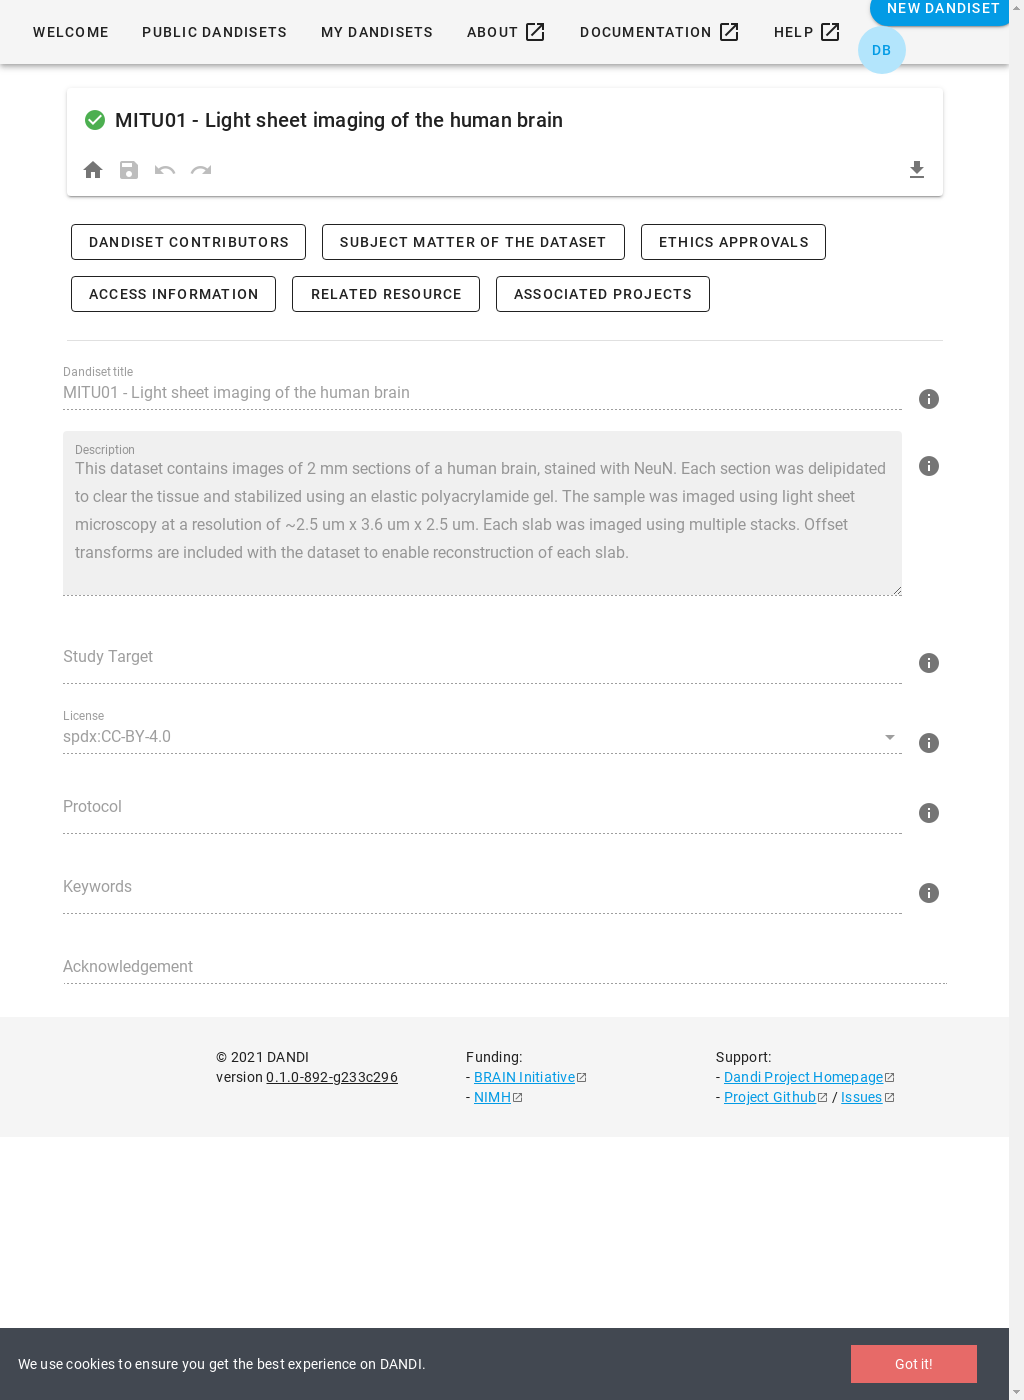 WELCOME PUBLIC DANDISETS MY DANDISETS ABOUT DOCUMENTATION HELP NEW DANDISET
DB
MITU01 - Light sheet imaging of the human brain
DANDISET CONTRIBUTORS SUBJECT MATTER OF THE DATASET ETHICS APPROVALS
ACCESS INFORMATION RELATED RESOURCE ASSOCIATED PROJECTS
Dandiset title
MITU01 - Light sheet imaging of the human brain
Description
This dataset contains images of 2 mm sections of a human brain, stained with NeuN. Each section was delipidated
to clear the tissue and stabilized using an elastic polyacrylamide gel. The sample was imaged using light sheet
microscopy at a resolution of ~2.5 um x 3.6 um x 2.5 um. Each slab was imaged using multiple stacks. Offset
transforms are included with the dataset to enable reconstruction of each slab.
Study Target
License
spdx:CC-BY-4.0
Protocol
Keywords
Acknowledgement
© 2021 DANDI
version 0.1.0-892-g233c296
Funding:
- BRAIN Initiative
- NIMH
Support:
- Dandi Project Homepage
- Project Github / Issues
We use cookies to ensure you get the best experience on DANDI.
Got it!